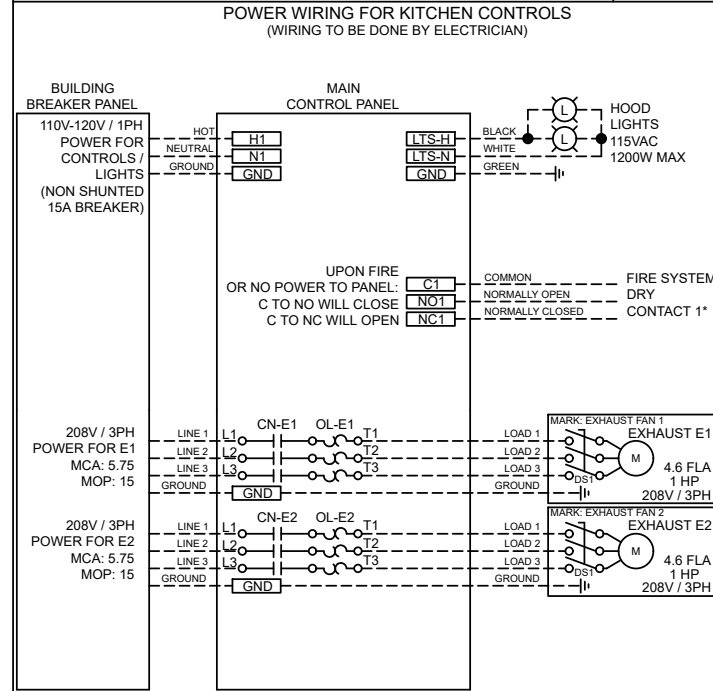 POWER WIRING FOR KITCHEN CONTROLS
(WIRING TO BE DONE BY ELECTRICIAN)
BUILDING
BREAKER PANEL
MAIN
CONTROL PANEL
110V-120V / 1PH
POWER FOR
CONTROLS /
LIGHTS
(NON SHUNTED
15A BREAKER)
HOT
NEUTRAL
GROUND
H1
N1
GND
LTS-H
LTS-N
GND
BLACK
WHITE
GREEN
L
L
HOOD
LIGHTS
115VAC
1200W MAX
UPON FIRE
OR NO POWER TO PANEL:
C TO NO WILL CLOSE
C TO NC WILL OPEN
C1
NO1
NC1
COMMON
NORMALLY OPEN
NORMALLY CLOSED
FIRE SYSTEM
DRY
CONTACT 1*
208V / 3PH
POWER FOR E1
MCA: 5.75
MOP: 15
LINE 1
LINE 2
LINE 3
GROUND
L1
L2
L3
GND
CN-E1
OL-E1
T1
T2
T3
LOAD 1
LOAD 2
LOAD 3
GROUND
MARK: EXHAUST FAN 1
EXHAUST E1
M
DS1
4.6 FLA
1 HP
208V / 3PH
208V / 3PH
POWER FOR E2
MCA: 5.75
MOP: 15
LINE 1
LINE 2
LINE 3
GROUND
L1
L2
L3
GND
CN-E2
OL-E2
T1
T2
T3
LOAD 1
LOAD 2
LOAD 3
GROUND
MARK: EXHAUST FAN 2
EXHAUST E2
M
DS1
4.6 FLA
1 HP
208V / 3PH